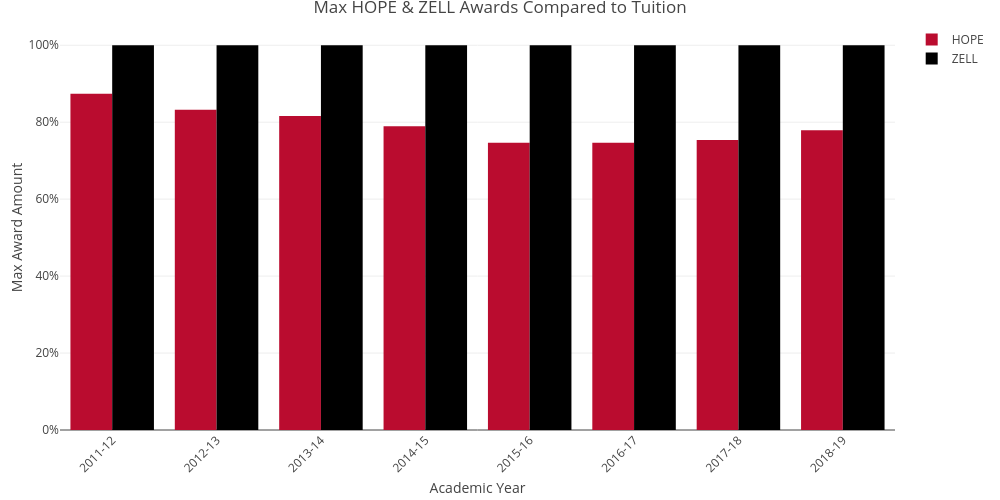 Max HOPE & ZELL Awards Compared to Tuition
HOPE
ZELL
Max Award Amount
100%
80%
60%
40%
20%
0%
2011-12
2012-13
2013-14
2014-15
2015-16
2016-17
2017-18
2018-19
Academic Year